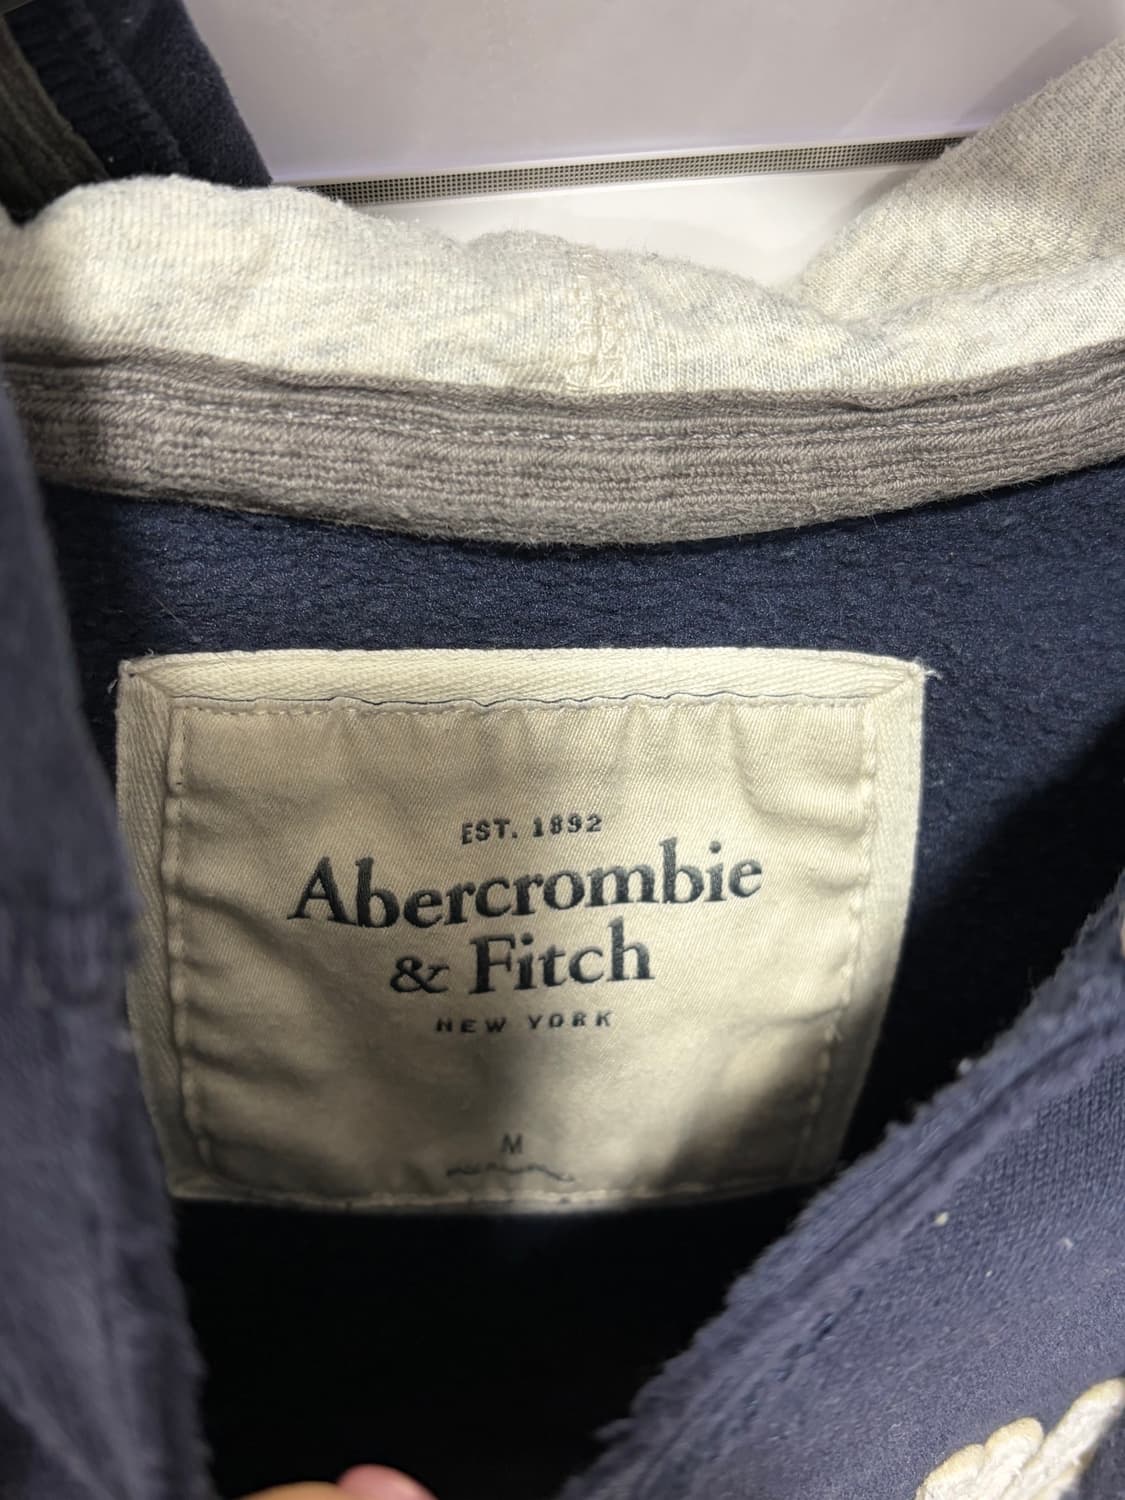 EST. 1892
Abercrombie
& Fitch
NEW YORK
M